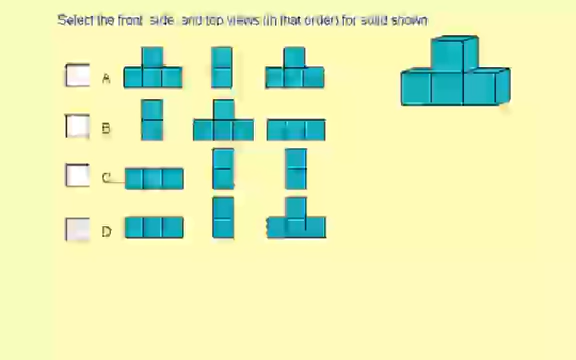 Select the front, side, and top views (in that order) for solid shown
A
B
C
D